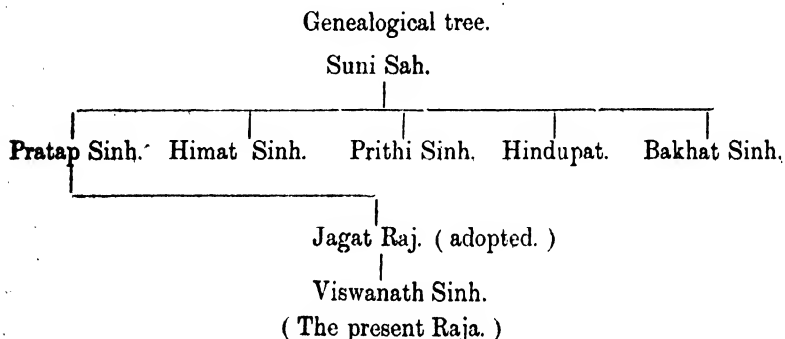 Genealogical tree.
Suni Sah.
Pratap Sinh. Himat Sinh. Prithi Sinh. Hindupat. Bakhat Sinh.
Jagat Raj. ( adopted. )
Viswanath Sinh.
( The present Raja. )